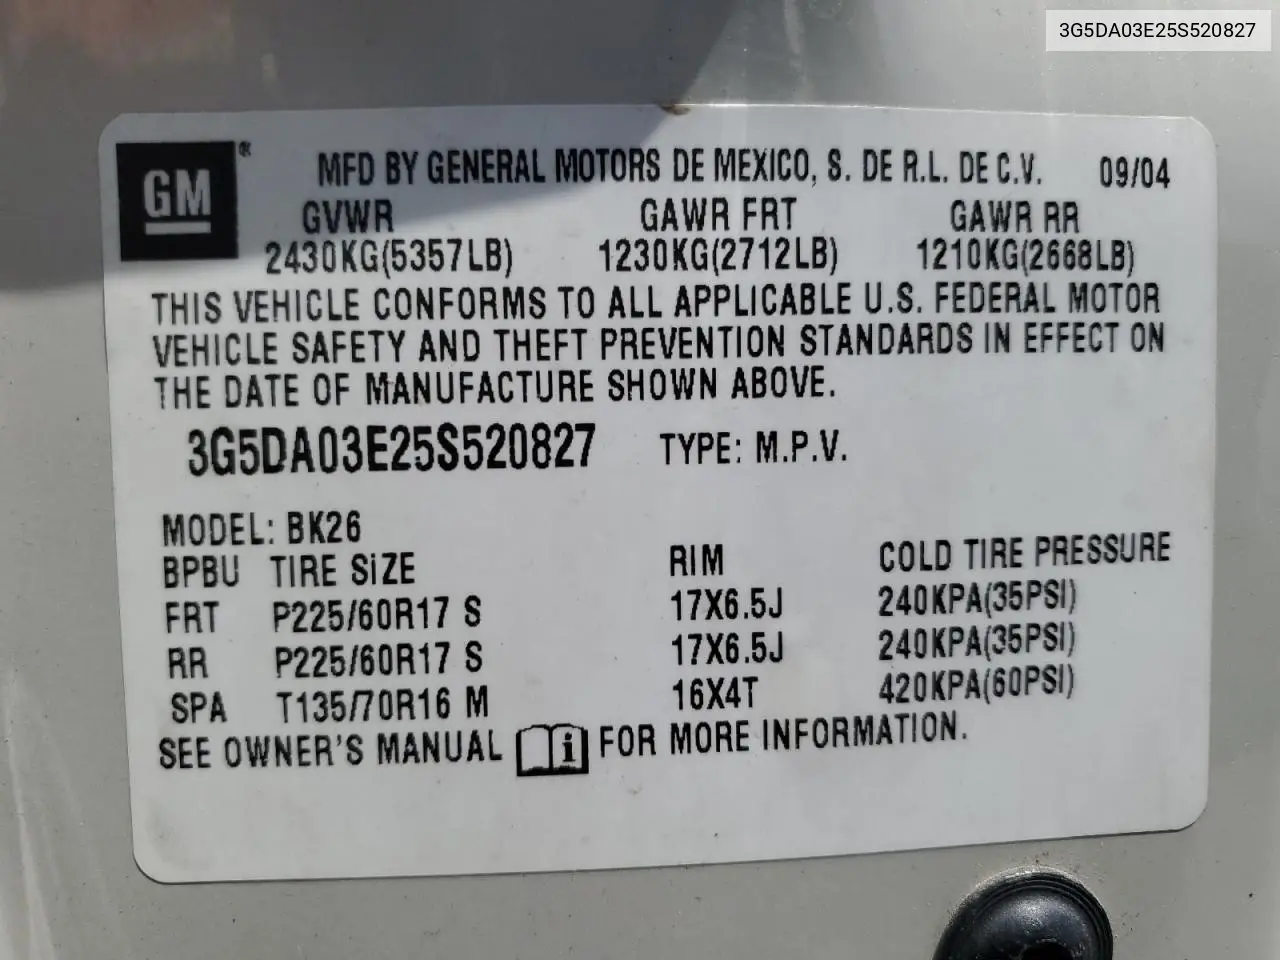 3G5DA03E25S520827
GM ® MFD BY GENERAL MOTORS DE MEXICO, S. DE R.L. DE C.V. 09/04
GVWR GAWR FRT GAWR RR
2430KG(5357LB) 1230KG(2712LB) 1210KG(2668LB)
THIS VEHICLE CONFORMS TO ALL APPLICABLE U.S. FEDERAL MOTOR
VEHICLE SAFETY AND THEFT PREVENTION STANDARDS IN EFFECT ON
THE DATE OF MANUFACTURE SHOWN ABOVE.
3G5DA03E25S520827 TYPE: M.P.V.
MODEL: BK26
BPBU TIRE SiZE RIM COLD TIRE PRESSURE
FRT P225/60R17 S 17X6.5J 240KPA(35PSI)
RR P225/60R17 S 17X6.5J 240KPA(35PSI)
SPA T135/70R16 M 16X4T 420KPA(60PSI)
SEE OWNER'S MANUAL i FOR MORE INFORMATION.